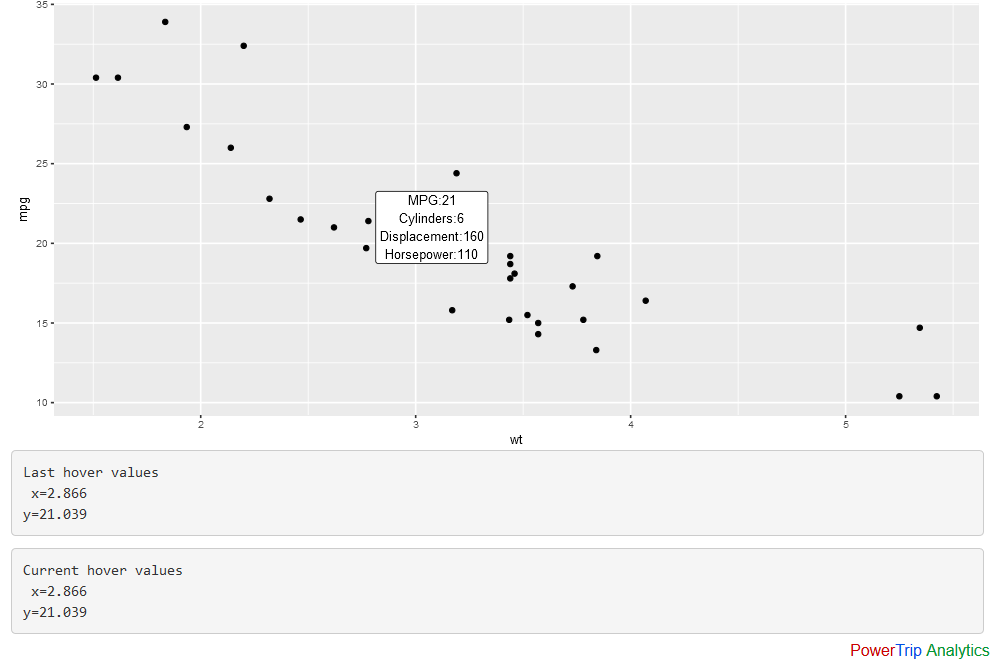 35
30
25
20
15
10
mpg
MPG:21
Cylinders:6
Displacement:160
Horsepower:110
2
3
4
5
wt
Last hover values
x=2.866
y=21.039
Current hover values
x=2.866
y=21.039
PowerTrip Analytics